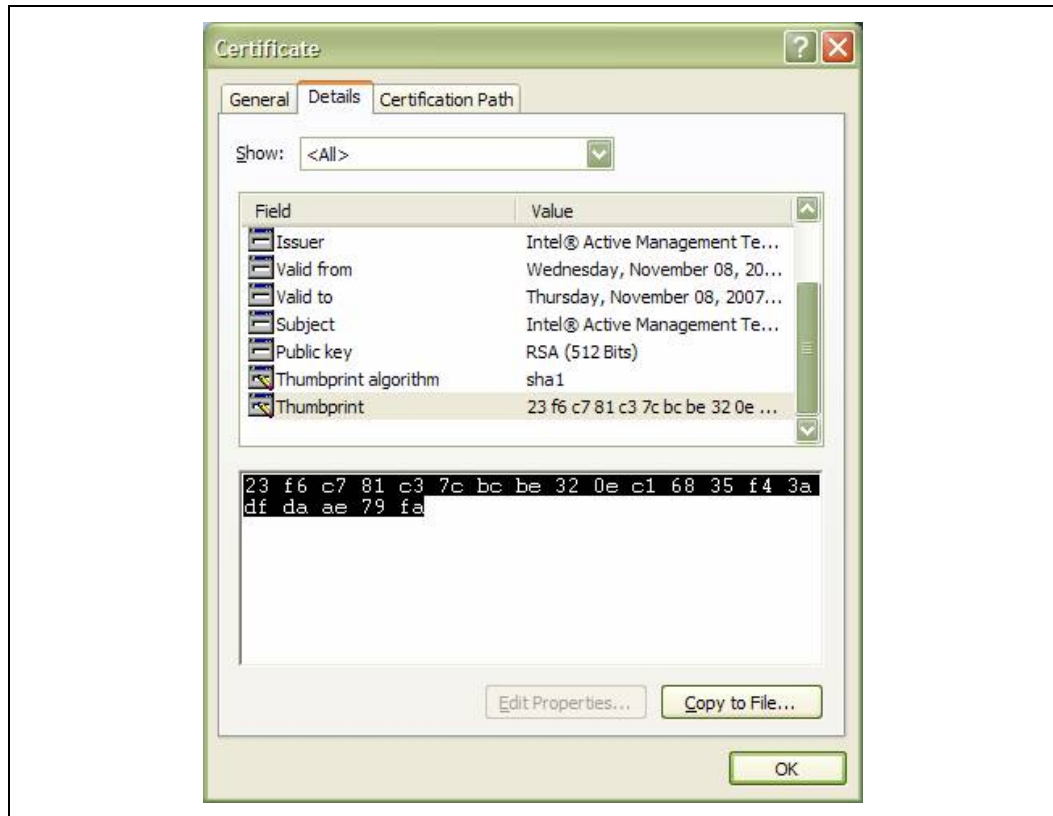 Certificate
General Details Certification Path
Show: <All>
Field Value
Issuer Intel® Active Management Te...
Valid from Wednesday, November 08, 20...
Valid to Thursday, November 08, 2007...
Subject Intel® Active Management Te...
Public key RSA (512 Bits)
Thumbprint algorithm sha1
Thumbprint 23 f6 c7 81 c3 7c bc be 32 0e ...
23 f6 c7 81 c3 7c bc be 32 0e c1 68 35 f4 3a
df da ae 79 fa
Edit Properties... Copy to File...
OK